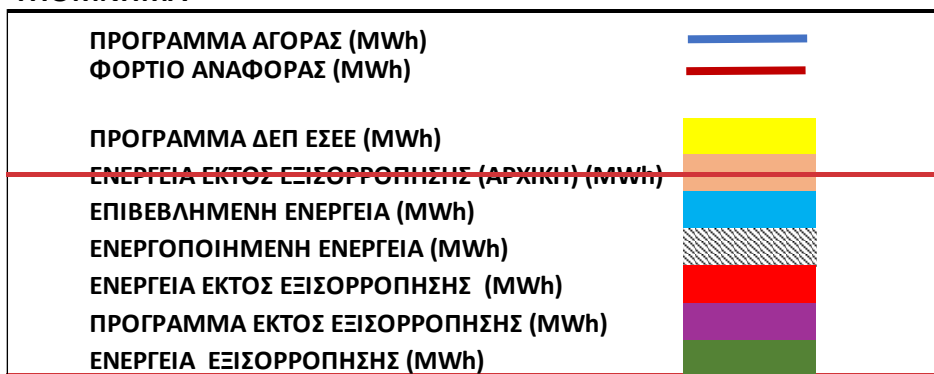 ΠΡΟΓΡΑΜΜΑ ΑΓΟΡΑΣ (MWh)
ΦΟΡΤΙΟ ΑΝΑΦΟΡΑΣ (MWh)
ΠΡΟΓΡΑΜΜΑ ΔΕΠ ΕΣΕΕ (MWh)
ΕΝΕΡΓΕΙΑ ΕΚΤΟΣ ΕΞΙΣΟΡΡΟΠΗΣΗΣ (ΑΡΧΙΚΗ) (MWh)
ΕΠΙΒΕΒΛΗΜΕΝΗ ΕΝΕΡΓΕΙΑ (MWh)
ΕΝΕΡΓΟΠΟΙΗΜΕΝΗ ΕΝΕΡΓΕΙΑ (MWh)
ΕΝΕΡΓΕΙΑ ΕΚΤΟΣ ΕΞΙΣΟΡΡΟΠΗΣΗΣ (MWh)
ΠΡΟΓΡΑΜΜΑ ΕΚΤΟΣ ΕΞΙΣΟΡΡΟΠΗΣΗΣ (MWh)
ΕΝΕΡΓΕΙΑ ΕΞΙΣΟΡΡΟΠΗΣΗΣ (MWh)